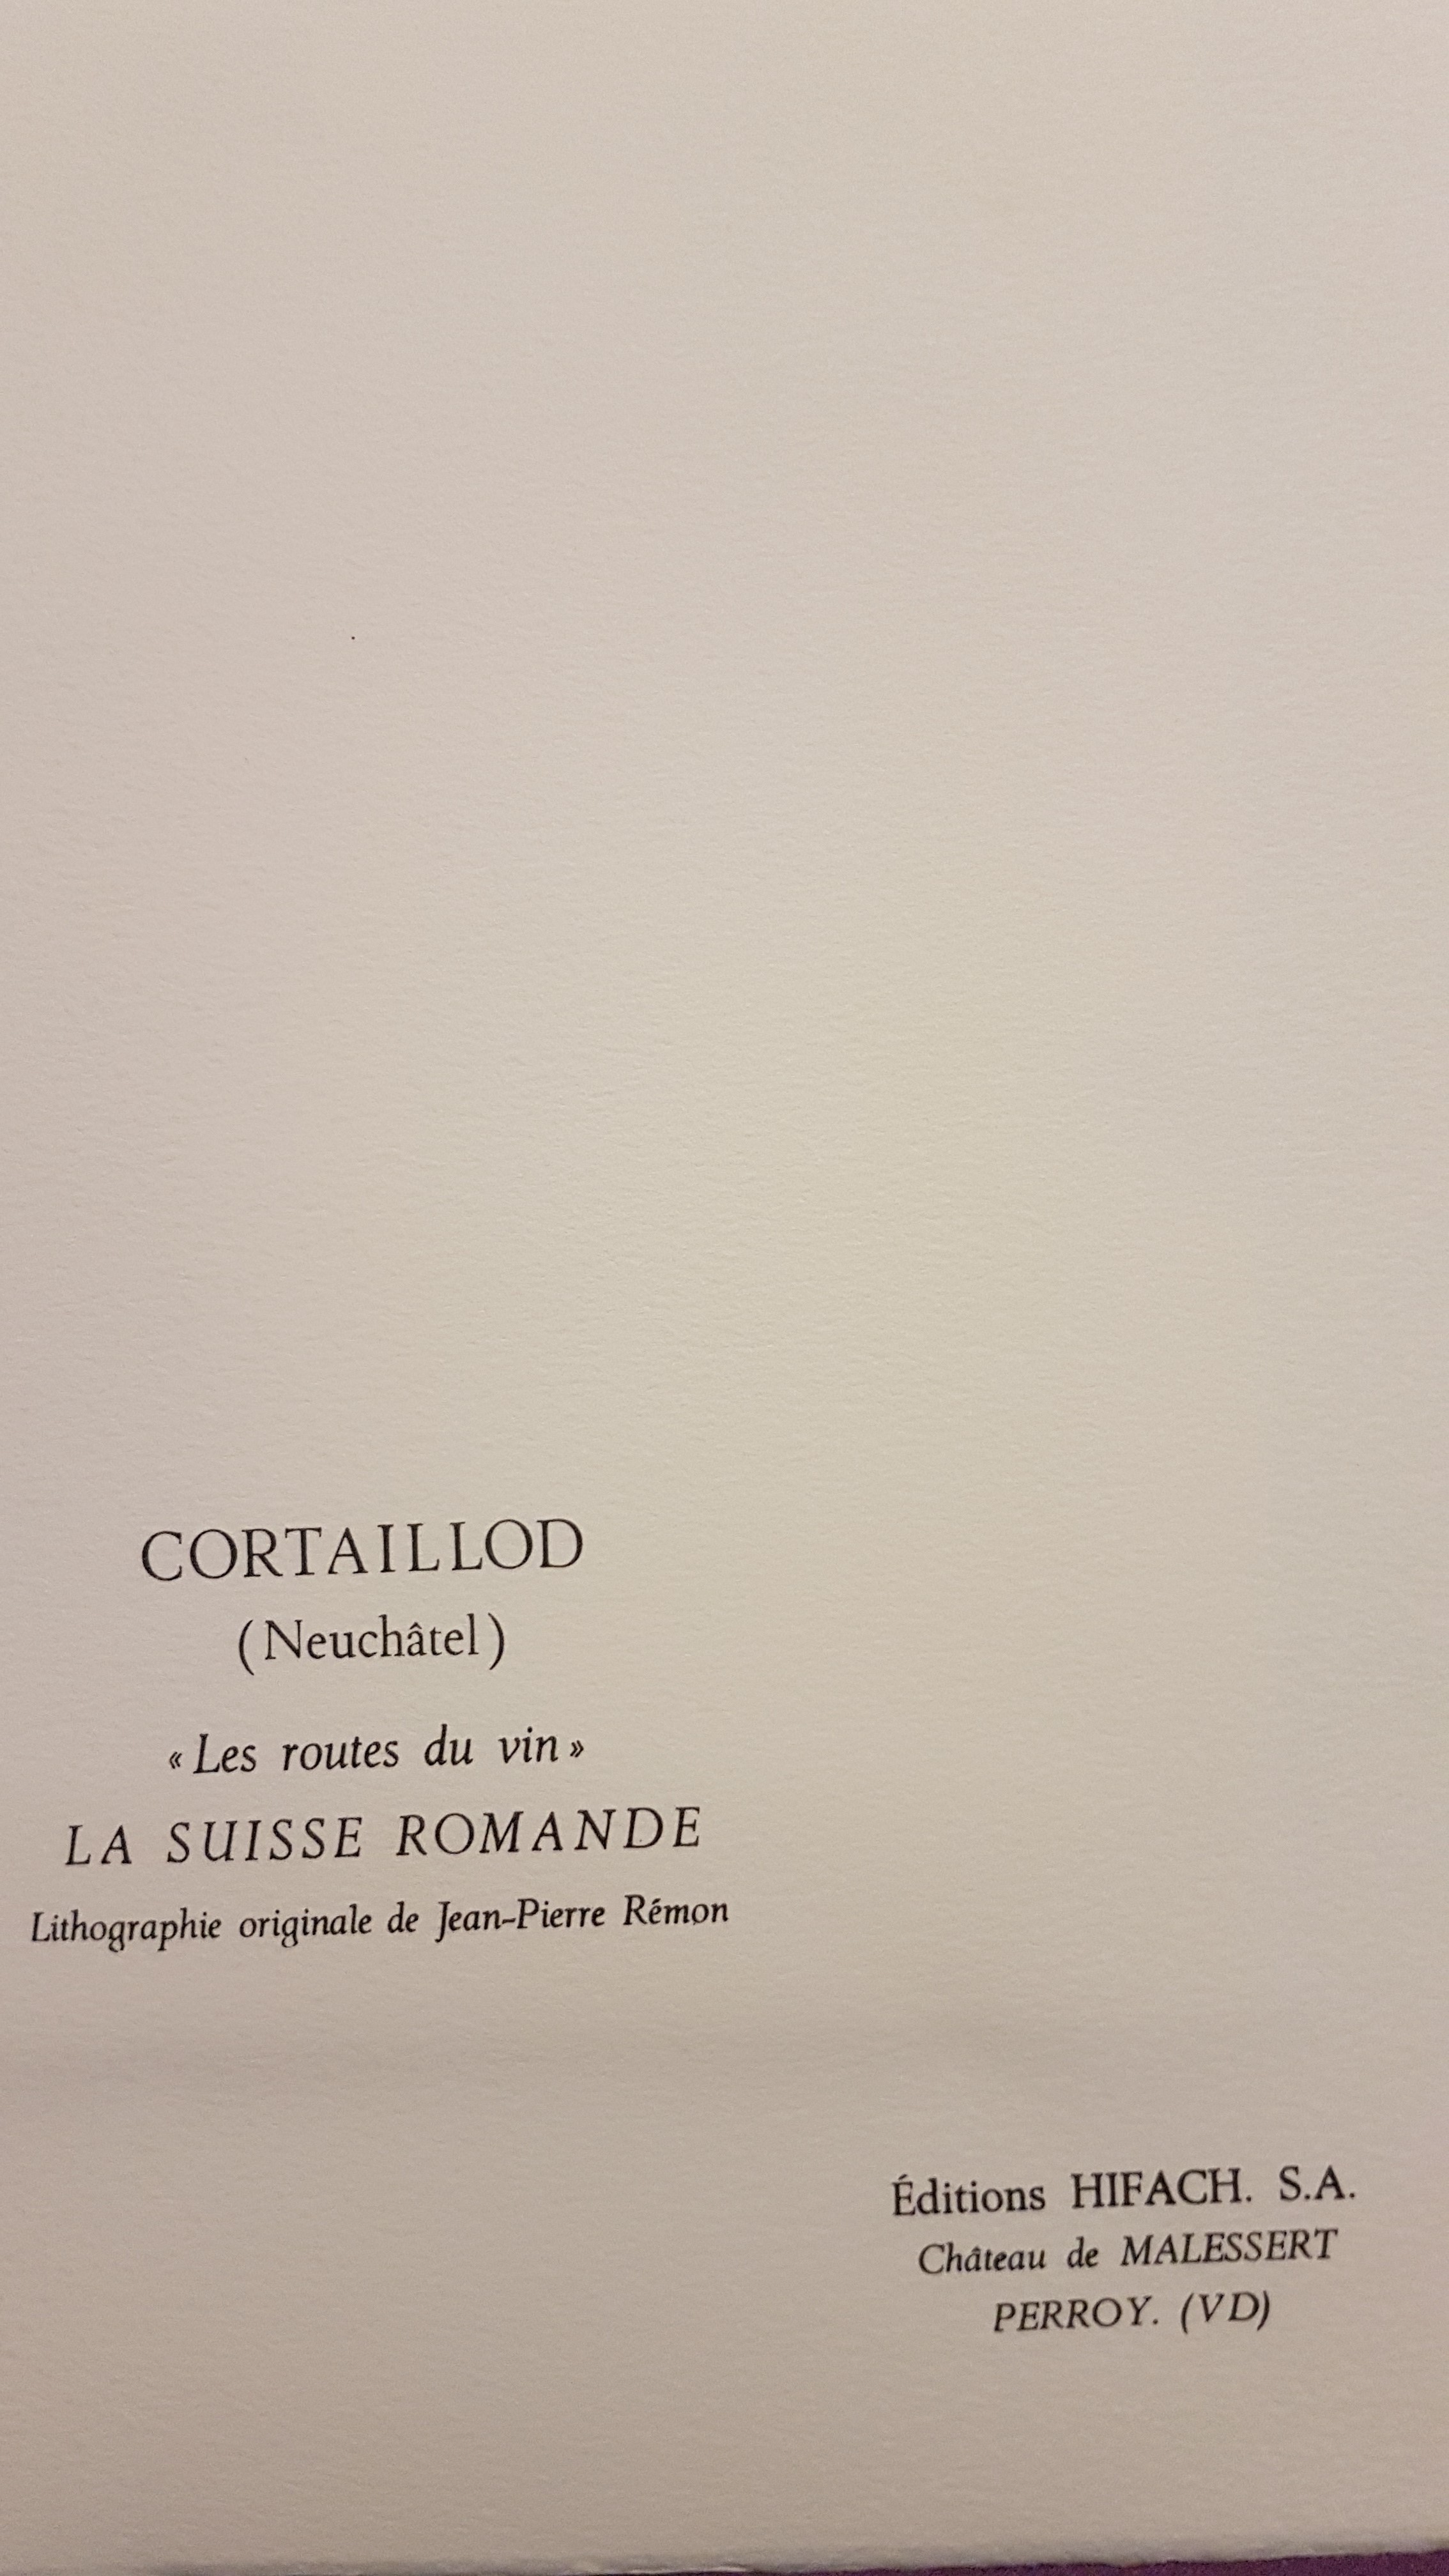 CORTAILLOD
(Neuchâtel)
« Les routes du vin »
LA SUISSE ROMANDE
Lithographie originale de Jean-Pierre Rémon
Éditions HIFACH. S.A.
Château de MALESSERT
PERROY. (VD)